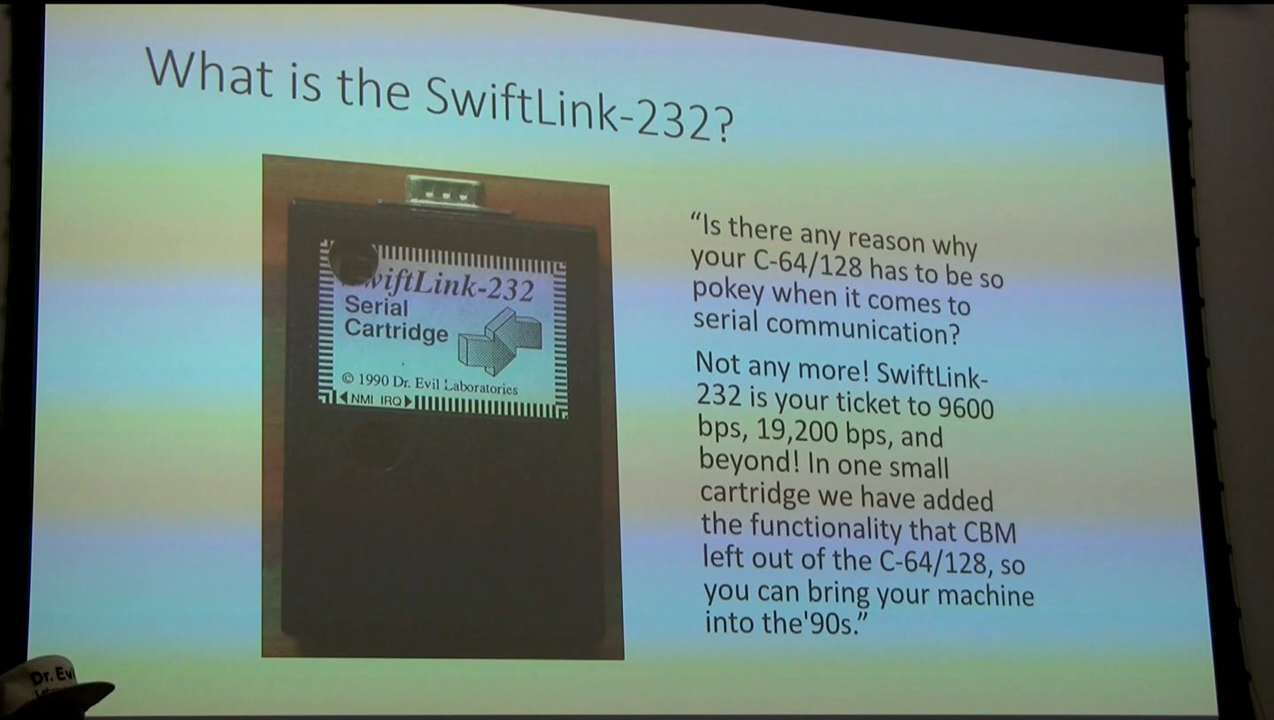 What is the SwiftLink-232?
SwiftLink-232
Serial
Cartridge
© 1990 Dr. Evil Laboratories
◀NMI IRQ▶
“Is there any reason why
your C-64/128 has to be so
pokey when it comes to
serial communication?
Not any more! SwiftLink-
232 is your ticket to 9600
bps, 19,200 bps, and
beyond! In one small
cartridge we have added
the functionality that CBM
left out of the C-64/128, so
you can bring your machine
into the'90s.”
Dr. Evi